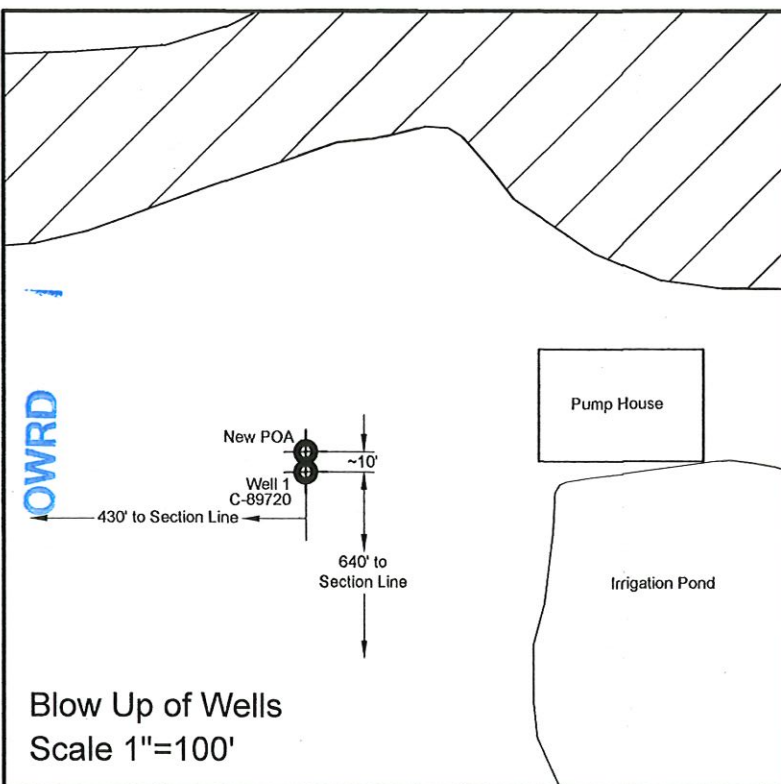 OWRD
New POA
Well 1
C-89720
~10'
430' to Section Line
640' to
Section Line
Pump House
Irrigation Pond
Blow Up of Wells
Scale 1"=100'